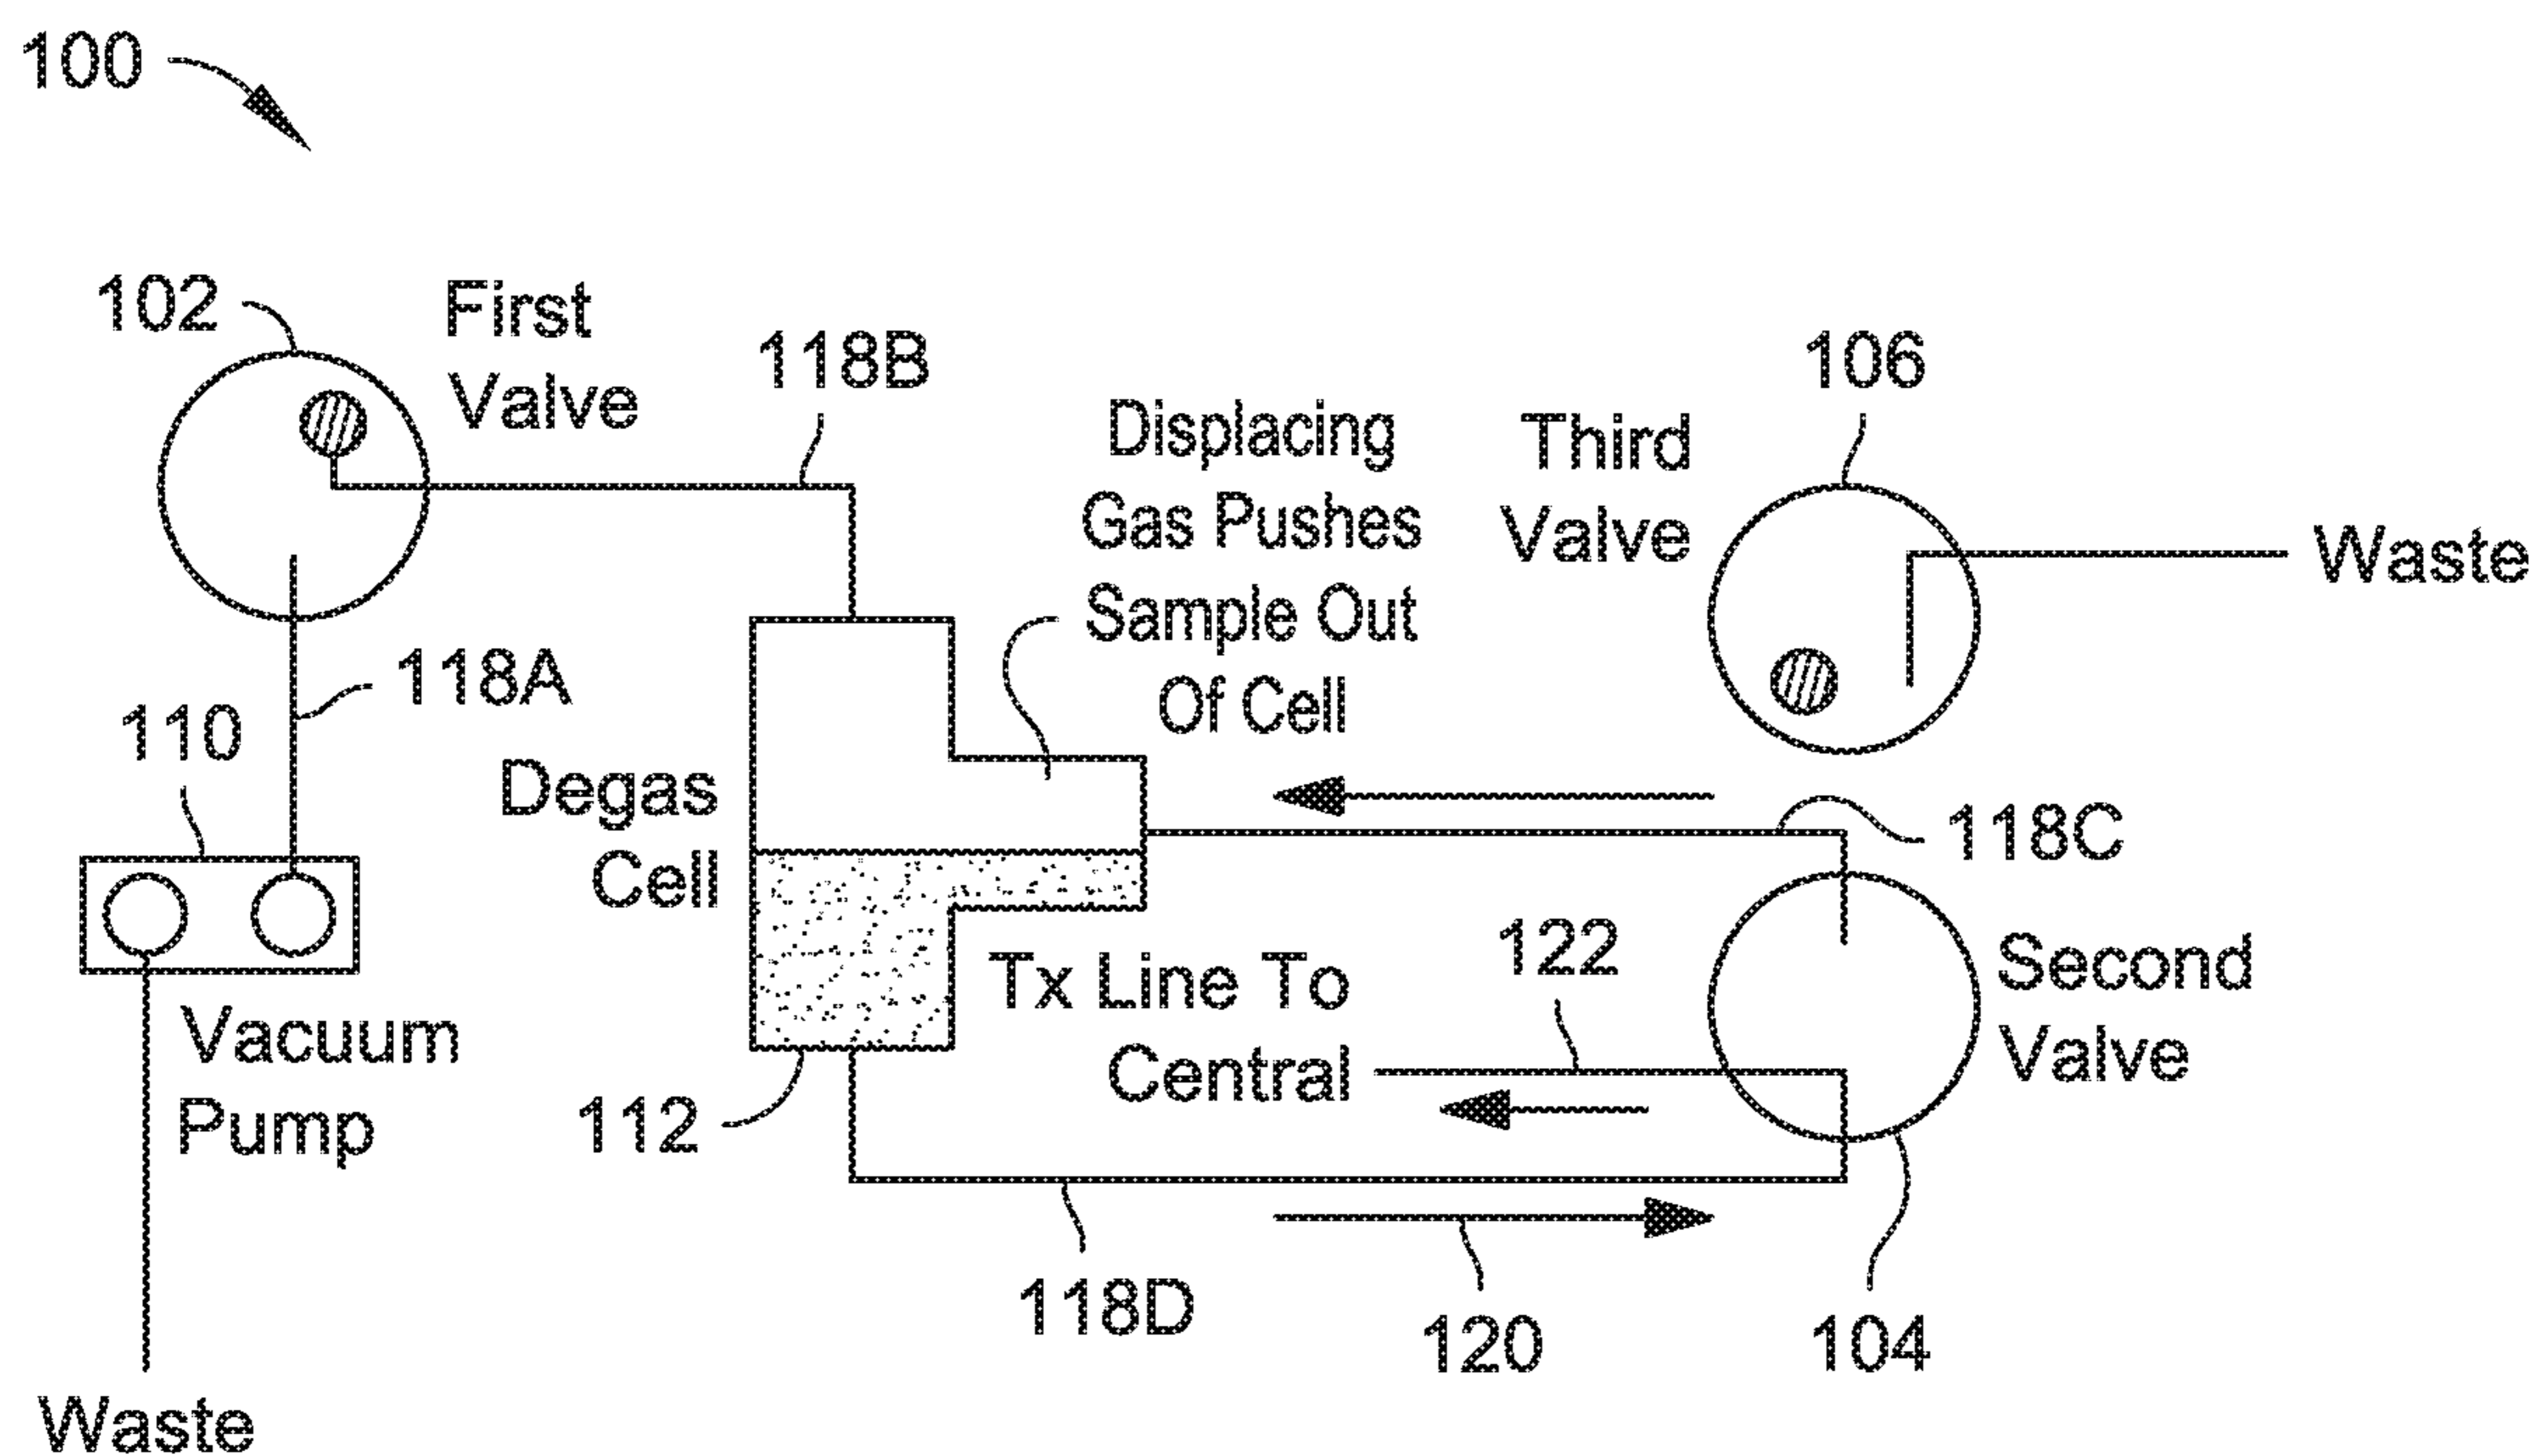 100
102
First
Valve
118B
Displacing
Gas Pushes
Sample Out
Of Cell
Third
Valve
106
Waste
118A
110
Degas
Cell
118C
Vacuum
Pump
112
Tx Line To
Central
122
Second
Valve
118D
120
104
Waste